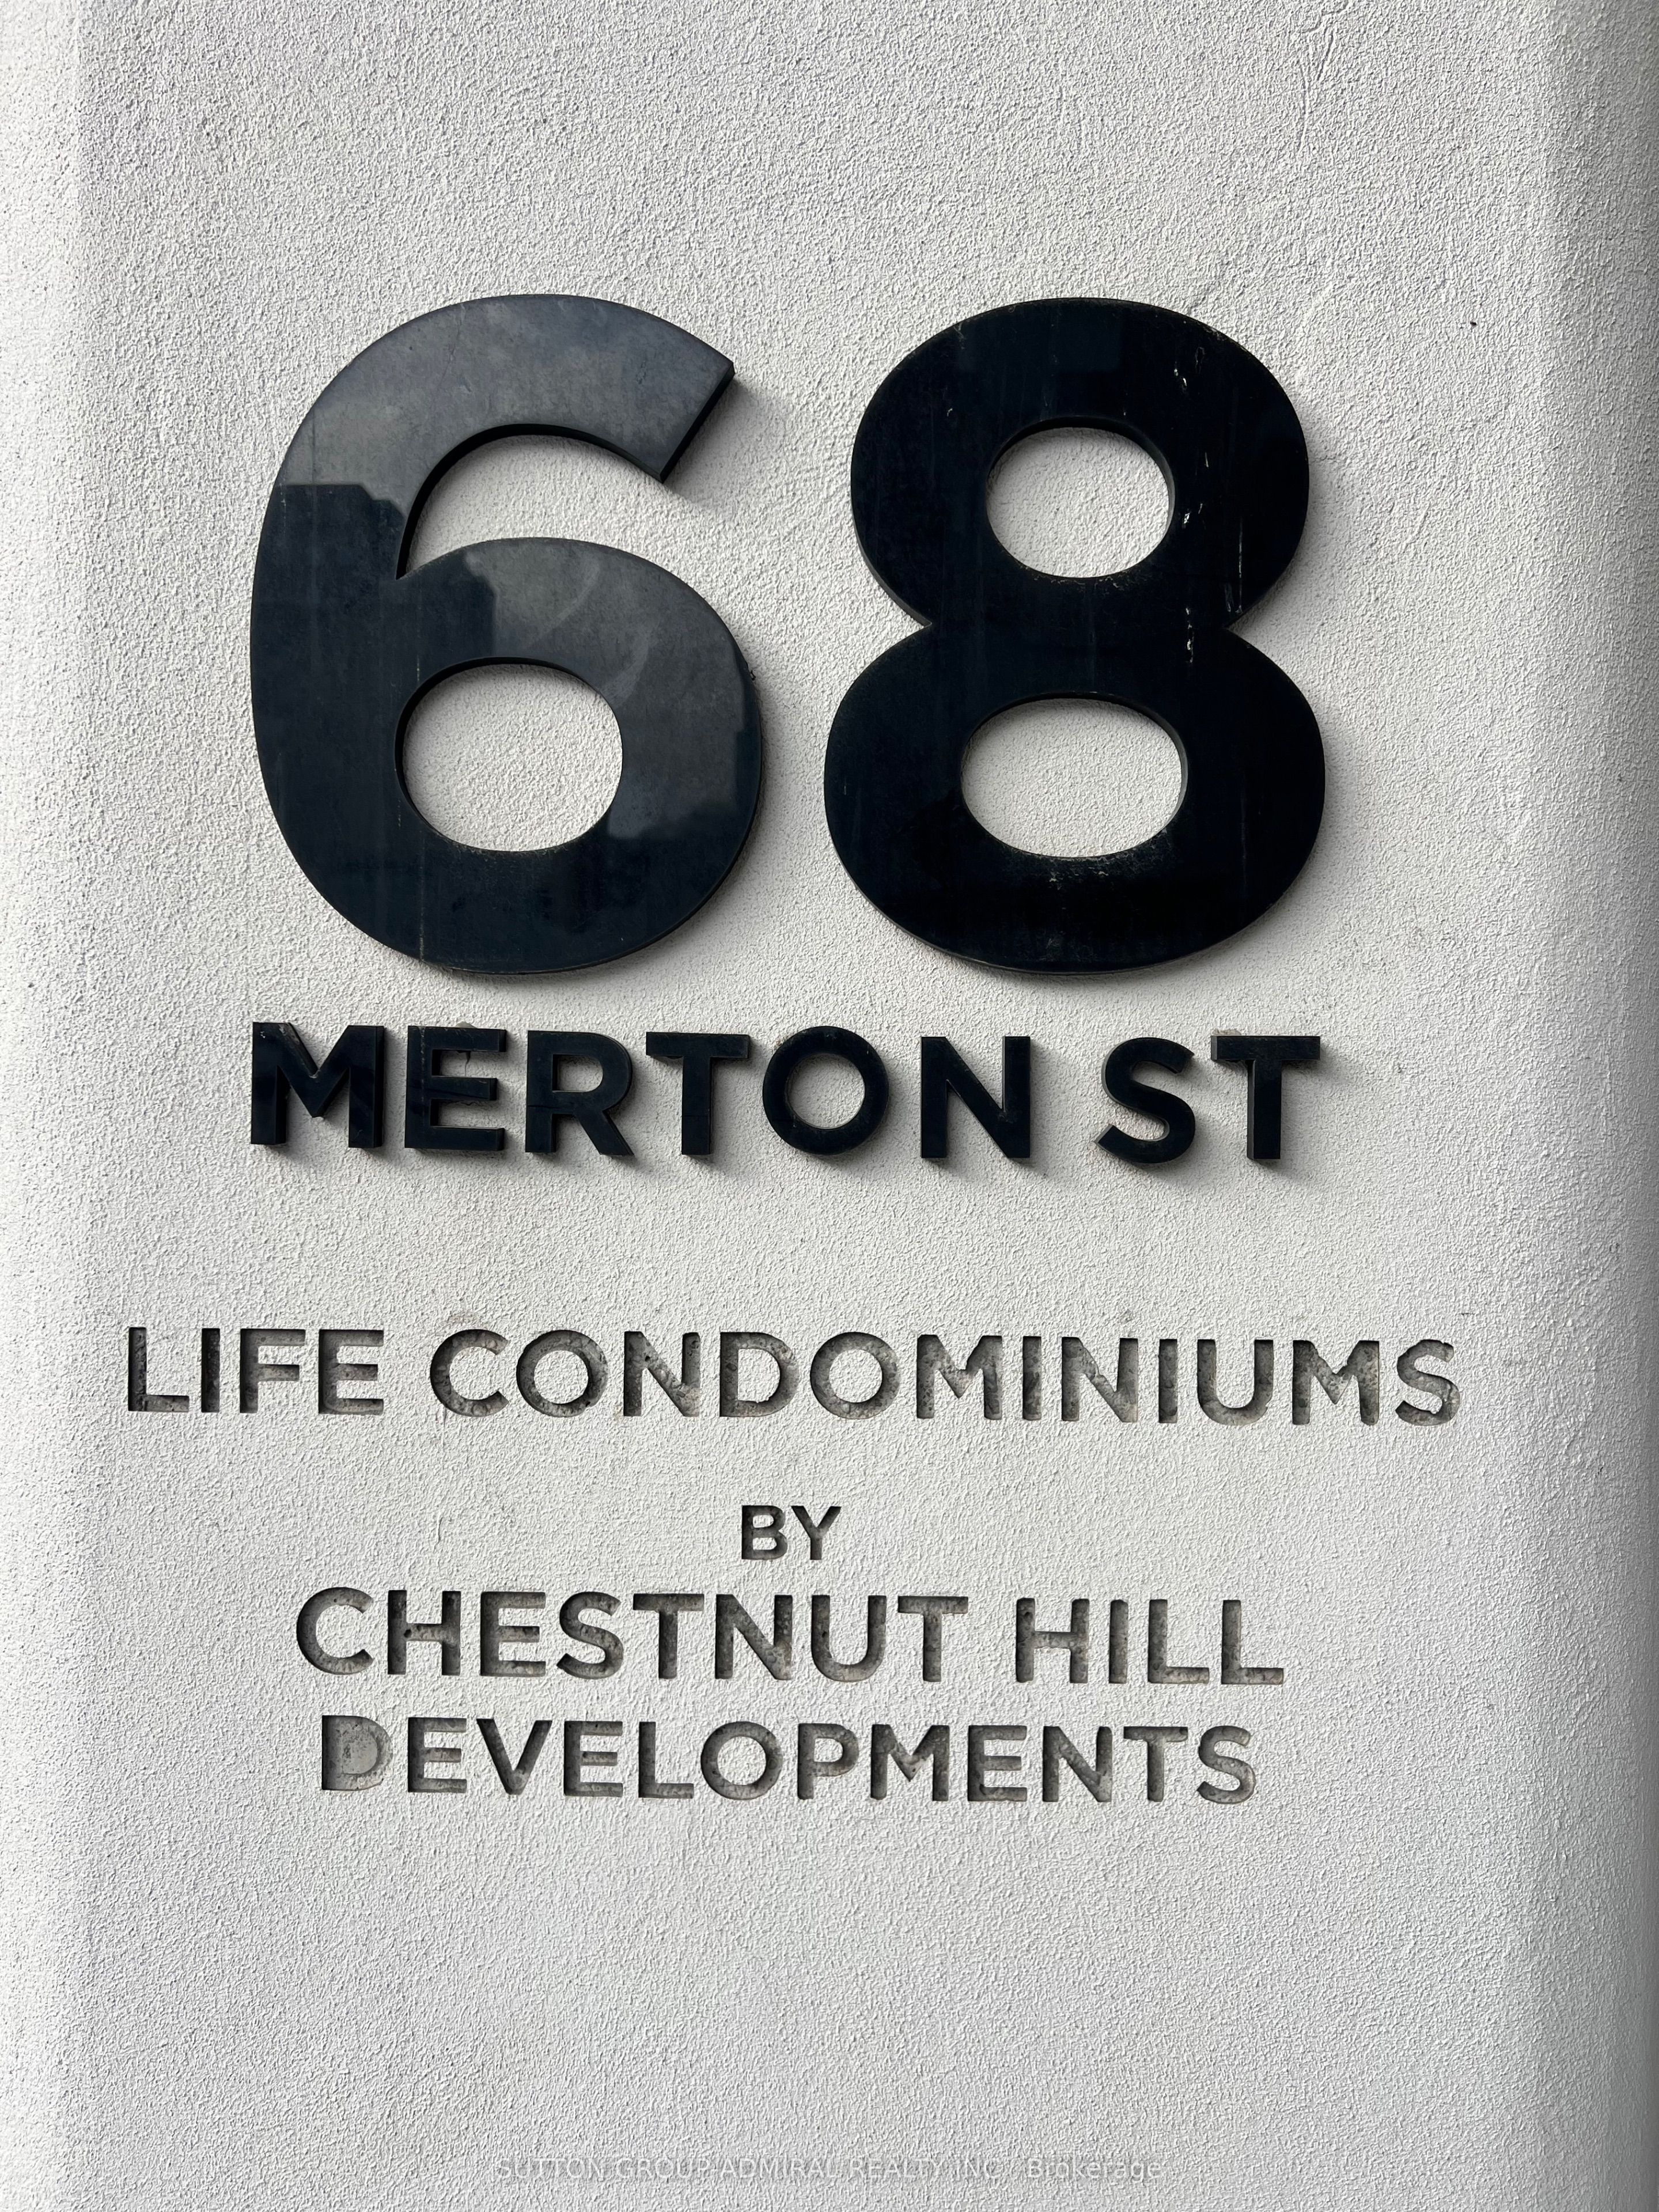 68
MERTON ST
LIFE CONDOMINIUMS
BY
CHESTNUT HILL
DEVELOPMENTS
SUTTON GROUP-ADMIRAL REALTY INC., Brokerage